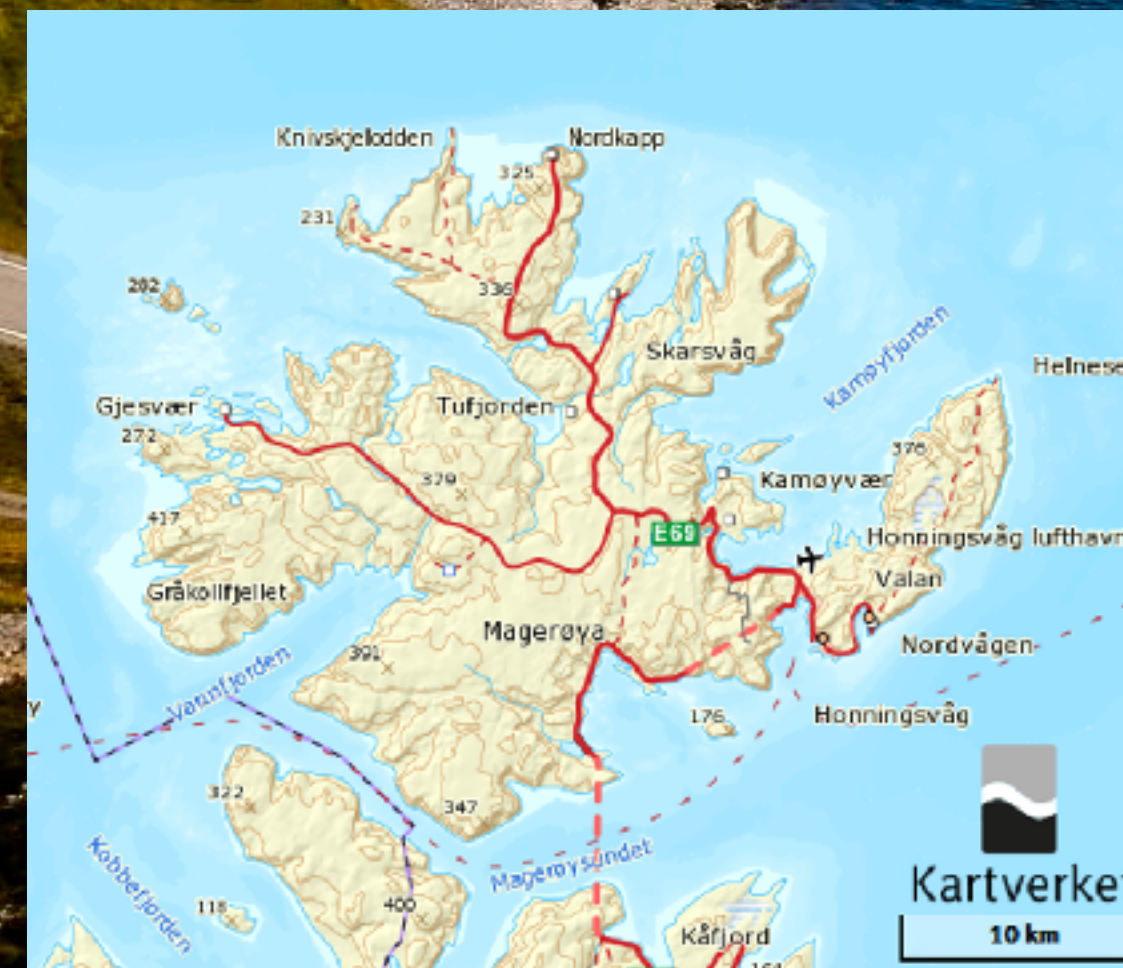 Knivskjelodden
Nordkapp
325
231
282
336
Skarsvåg
Kamøyfjorden
Helnese
Gjesvær
Tufjorden
272
376
379
Kamøyvær
417
E69
Honningsvåg lufthavn
Valan
Gråkollfjellet
Magerøya
391
Nordvågen
Vannfjorden
y
176
Honningsvåg
322
347
Kobbefjorden
Magerøysundet
118
400
Kartverket
Kåfjord
10 km